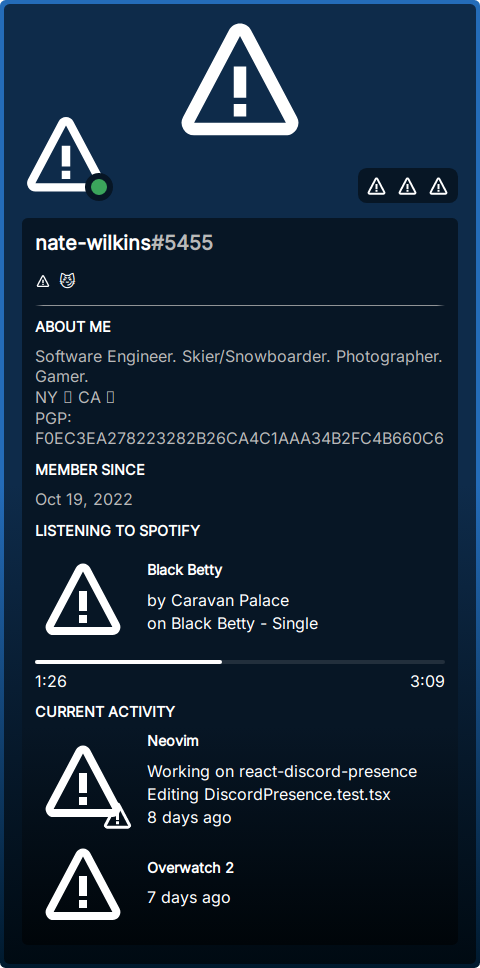 nate-wilkins#5455
ABOUT ME
Software Engineer. Skier/Snowboarder. Photographer.
Gamer.
NY CA
PGP:
F0EC3EA278223282B26CA4C1AAA34B2FC4B660C6
MEMBER SINCE
Oct 19, 2022
LISTENING TO SPOTIFY
Black Betty
by Caravan Palace
on Black Betty - Single
1:26 3:09
CURRENT ACTIVITY
Neovim
Working on react-discord-presence
Editing DiscordPresence.test.tsx
8 days ago
Overwatch 2
7 days ago